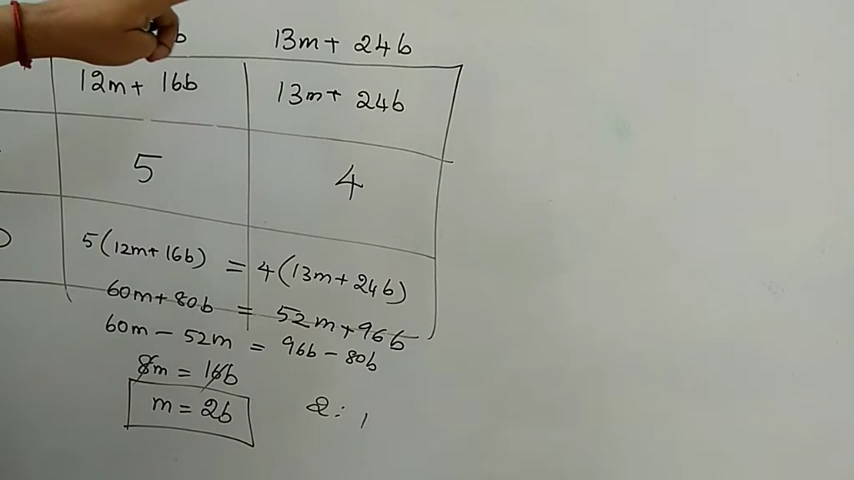 b 13m + 24b
12m + 16b 13m + 24b
5 4
5(12m + 16b) = 4(13m + 24b)
60m + 80b = 52m + 96b
60m - 52m = 96b - 80b
8m = 16b
m = 2b 2 : 1